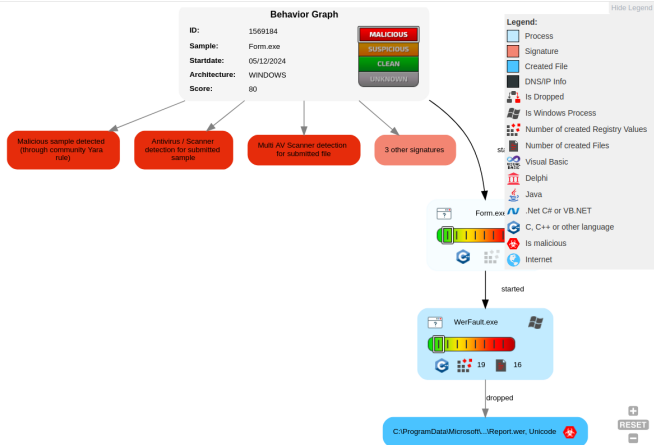 Hide Legend
Behavior Graph
ID: 1569184
Sample: Form.exe
Startdate: 05/12/2024
Architecture: WINDOWS
Score: 80
MALICIOUS
SUSPICIOUS
CLEAN
UNKNOWN
Legend:
Process
Signature
Created File
DNS/IP Info
Is Dropped
Is Windows Process
Number of created Registry Values
Number of created Files
Visual Basic
Delphi
Java
.Net C# or VB.NET
C, C++ or other language
Is malicious
Internet
Malicious sample detected
(through community Yara
rule)
Antivirus / Scanner
detection for submitted
sample
Multi AV Scanner detection
for submitted file
3 other signatures
Form.exe
started
WerFault.exe
19
16
dropped
C:\ProgramData\Microsoft\...\Report.wer, Unicode
RESET